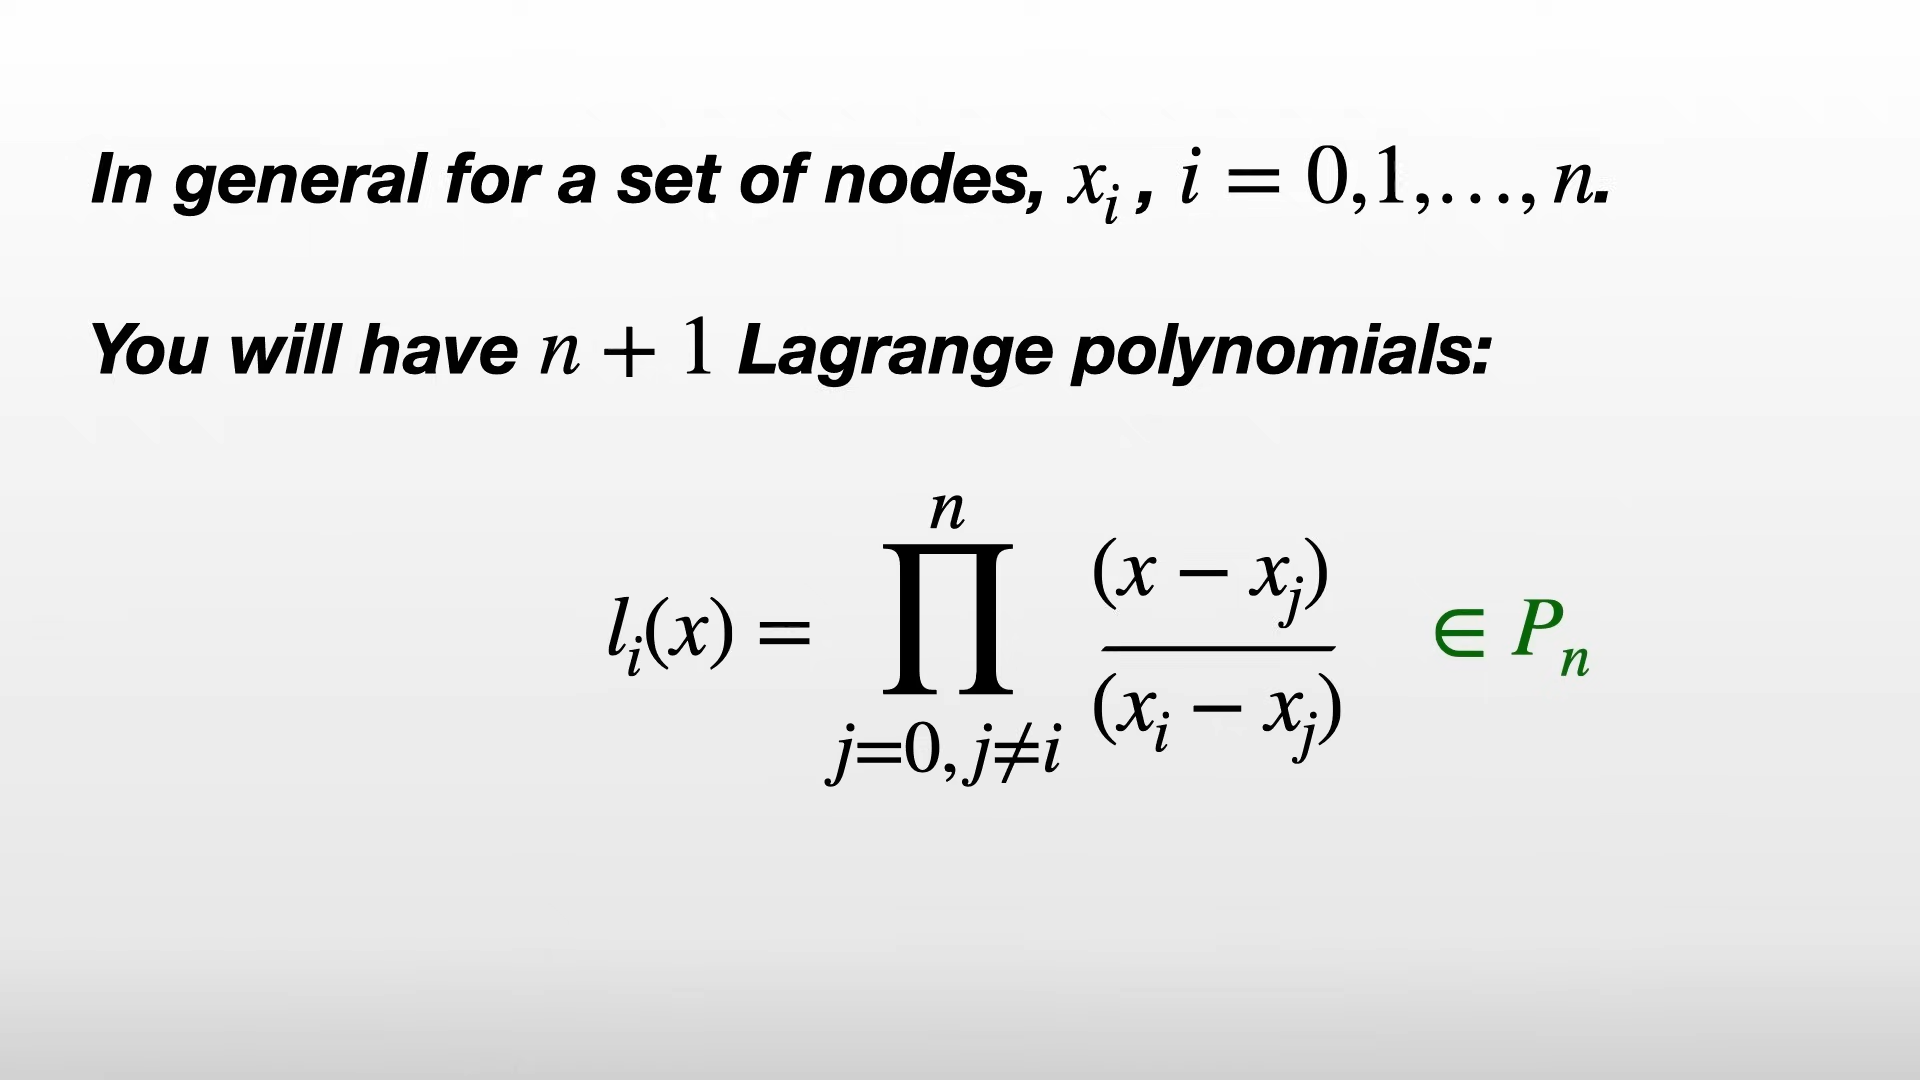 In general for a set of nodes, xᵢ , i = 0,1,…, n.
You will have n + 1 Lagrange polynomials:
lᵢ(x) = ∏_{j=0, j≠i}^{n} (x − xⱼ) / (xᵢ − xⱼ) ∈ Pₙ